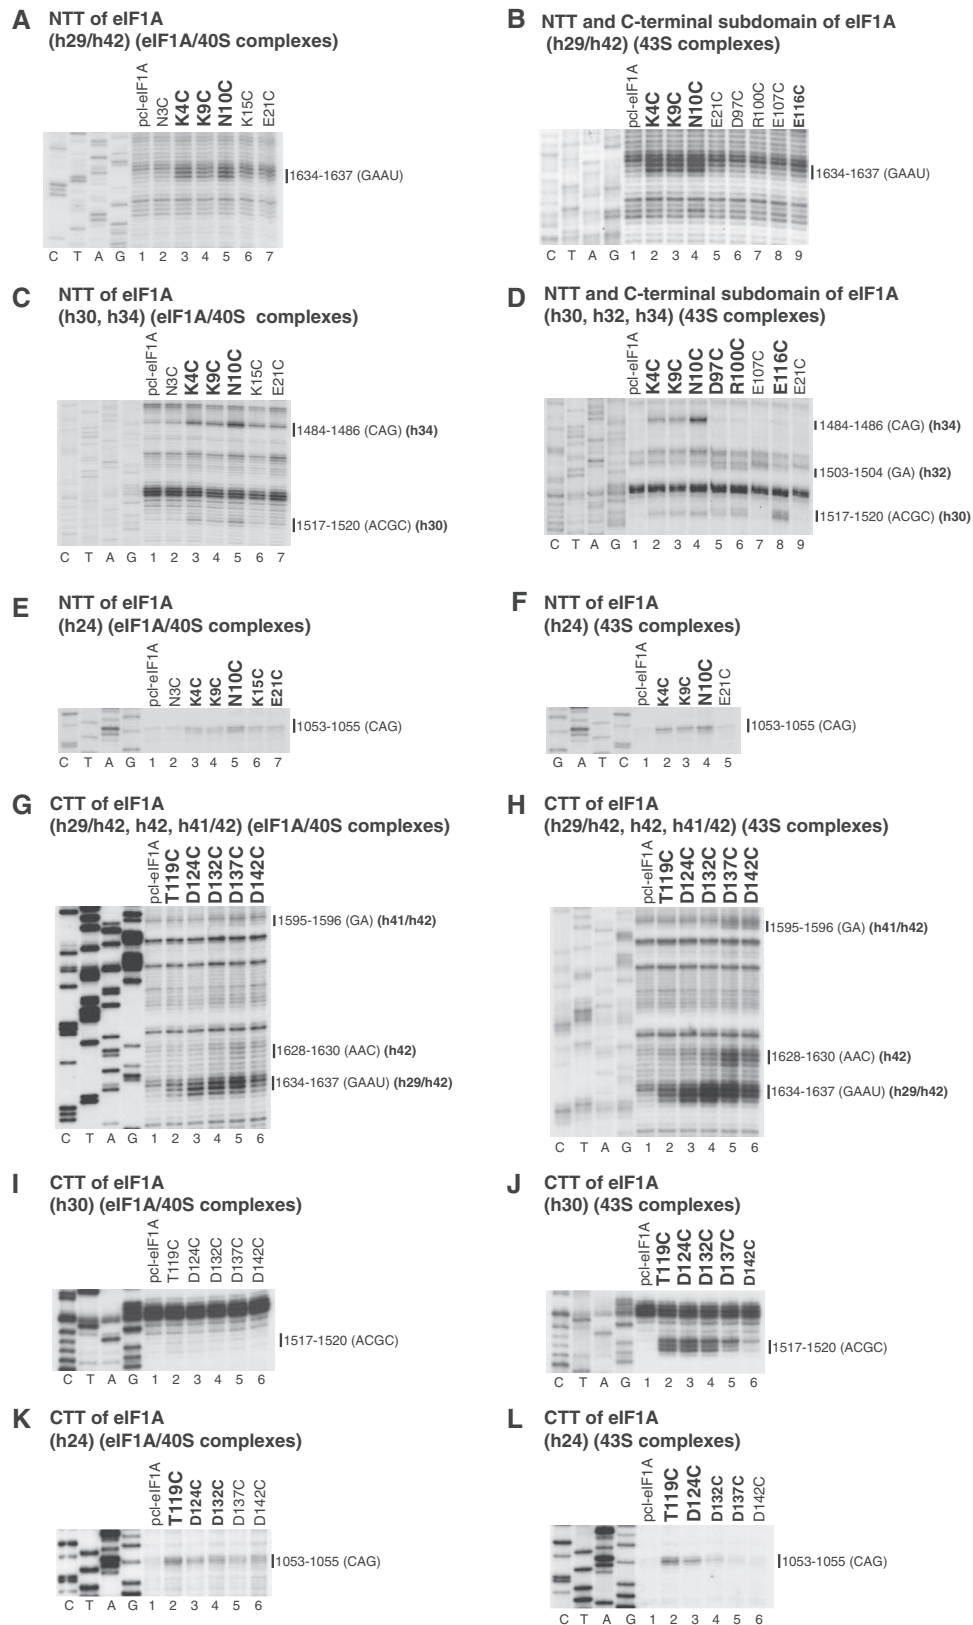 A NTT of eIF1A
(h29/h42) (eIF1A/40S complexes)
pcl-eIF1A N3C K4C K9C N10C K15C E21C
1634-1637 (GAAU)
C T A G 1 2 3 4 5 6 7
B NTT and C-terminal subdomain of eIF1A
(h29/h42) (43S complexes)
pcl-eIF1A K4C K9C N10C E21C D97C R100C E107C E116C
1634-1637 (GAAU)
C T A G 1 2 3 4 5 6 7 8 9
C NTT of eIF1A
(h30, h34) (eIF1A/40S complexes)
pcl-eIF1A N3C K4C K9C N10C K15C E21C
1484-1486 (CAG) (h34)
1517-1520 (ACGC) (h30)
C T A G 1 2 3 4 5 6 7
D NTT and C-terminal subdomain of eIF1A
(h30, h32, h34) (43S complexes)
pcl-eIF1A K4C K9C N10C D97C R100C E107C E116C E21C
1484-1486 (CAG) (h34)
1503-1504 (GA) (h32)
1517-1520 (ACGC) (h30)
C T A G 1 2 3 4 5 6 7 8 9
E NTT of eIF1A
(h24) (eIF1A/40S complexes)
pcl-eIF1A N3C K4C K9C N10C K15C E21C
1053-1055 (CAG)
C T A G 1 2 3 4 5 6 7
F NTT of eIF1A
(h24) (43S complexes)
pcl-eIF1A K4C K9C N10C E21C
1053-1055 (CAG)
G A T C 1 2 3 4 5
G CTT of eIF1A
(h29/h42, h42, h41/42) (eIF1A/40S complexes)
pcl-eIF1A T119C D124C D132C D137C D142C
1595-1596 (GA) (h41/h42)
1628-1630 (AAC) (h42)
1634-1637 (GAAU) (h29/h42)
C T A G 1 2 3 4 5 6
H CTT of eIF1A
(h29/h42, h42, h41/42) (43S complexes)
pcl-eIF1A T119C D124C D132C D137C D142C
1595-1596 (GA) (h41/h42)
1628-1630 (AAC) (h42)
1634-1637 (GAAU) (h29/h42)
C T A G 1 2 3 4 5 6
I CTT of eIF1A
(h30) (eIF1A/40S complexes)
pcl-eIF1A T119C D124C D132C D137C D142C
1517-1520 (ACGC)
C T A G 1 2 3 4 5 6
J CTT of eIF1A
(h30) (43S complexes)
pcl-eIF1A T119C D124C D132C D137C D142C
1517-1520 (ACGC)
C T A G 1 2 3 4 5 6
K CTT of eIF1A
(h24) (eIF1A/40S complexes)
pcl-eIF1A T119C D124C D132C D137C D142C
1053-1055 (CAG)
C T A G 1 2 3 4 5 6
L CTT of eIF1A
(h24) (43S complexes)
pcl-eIF1A T119C D124C D132C D137C D142C
1053-1055 (CAG)
C T A G 1 2 3 4 5 6